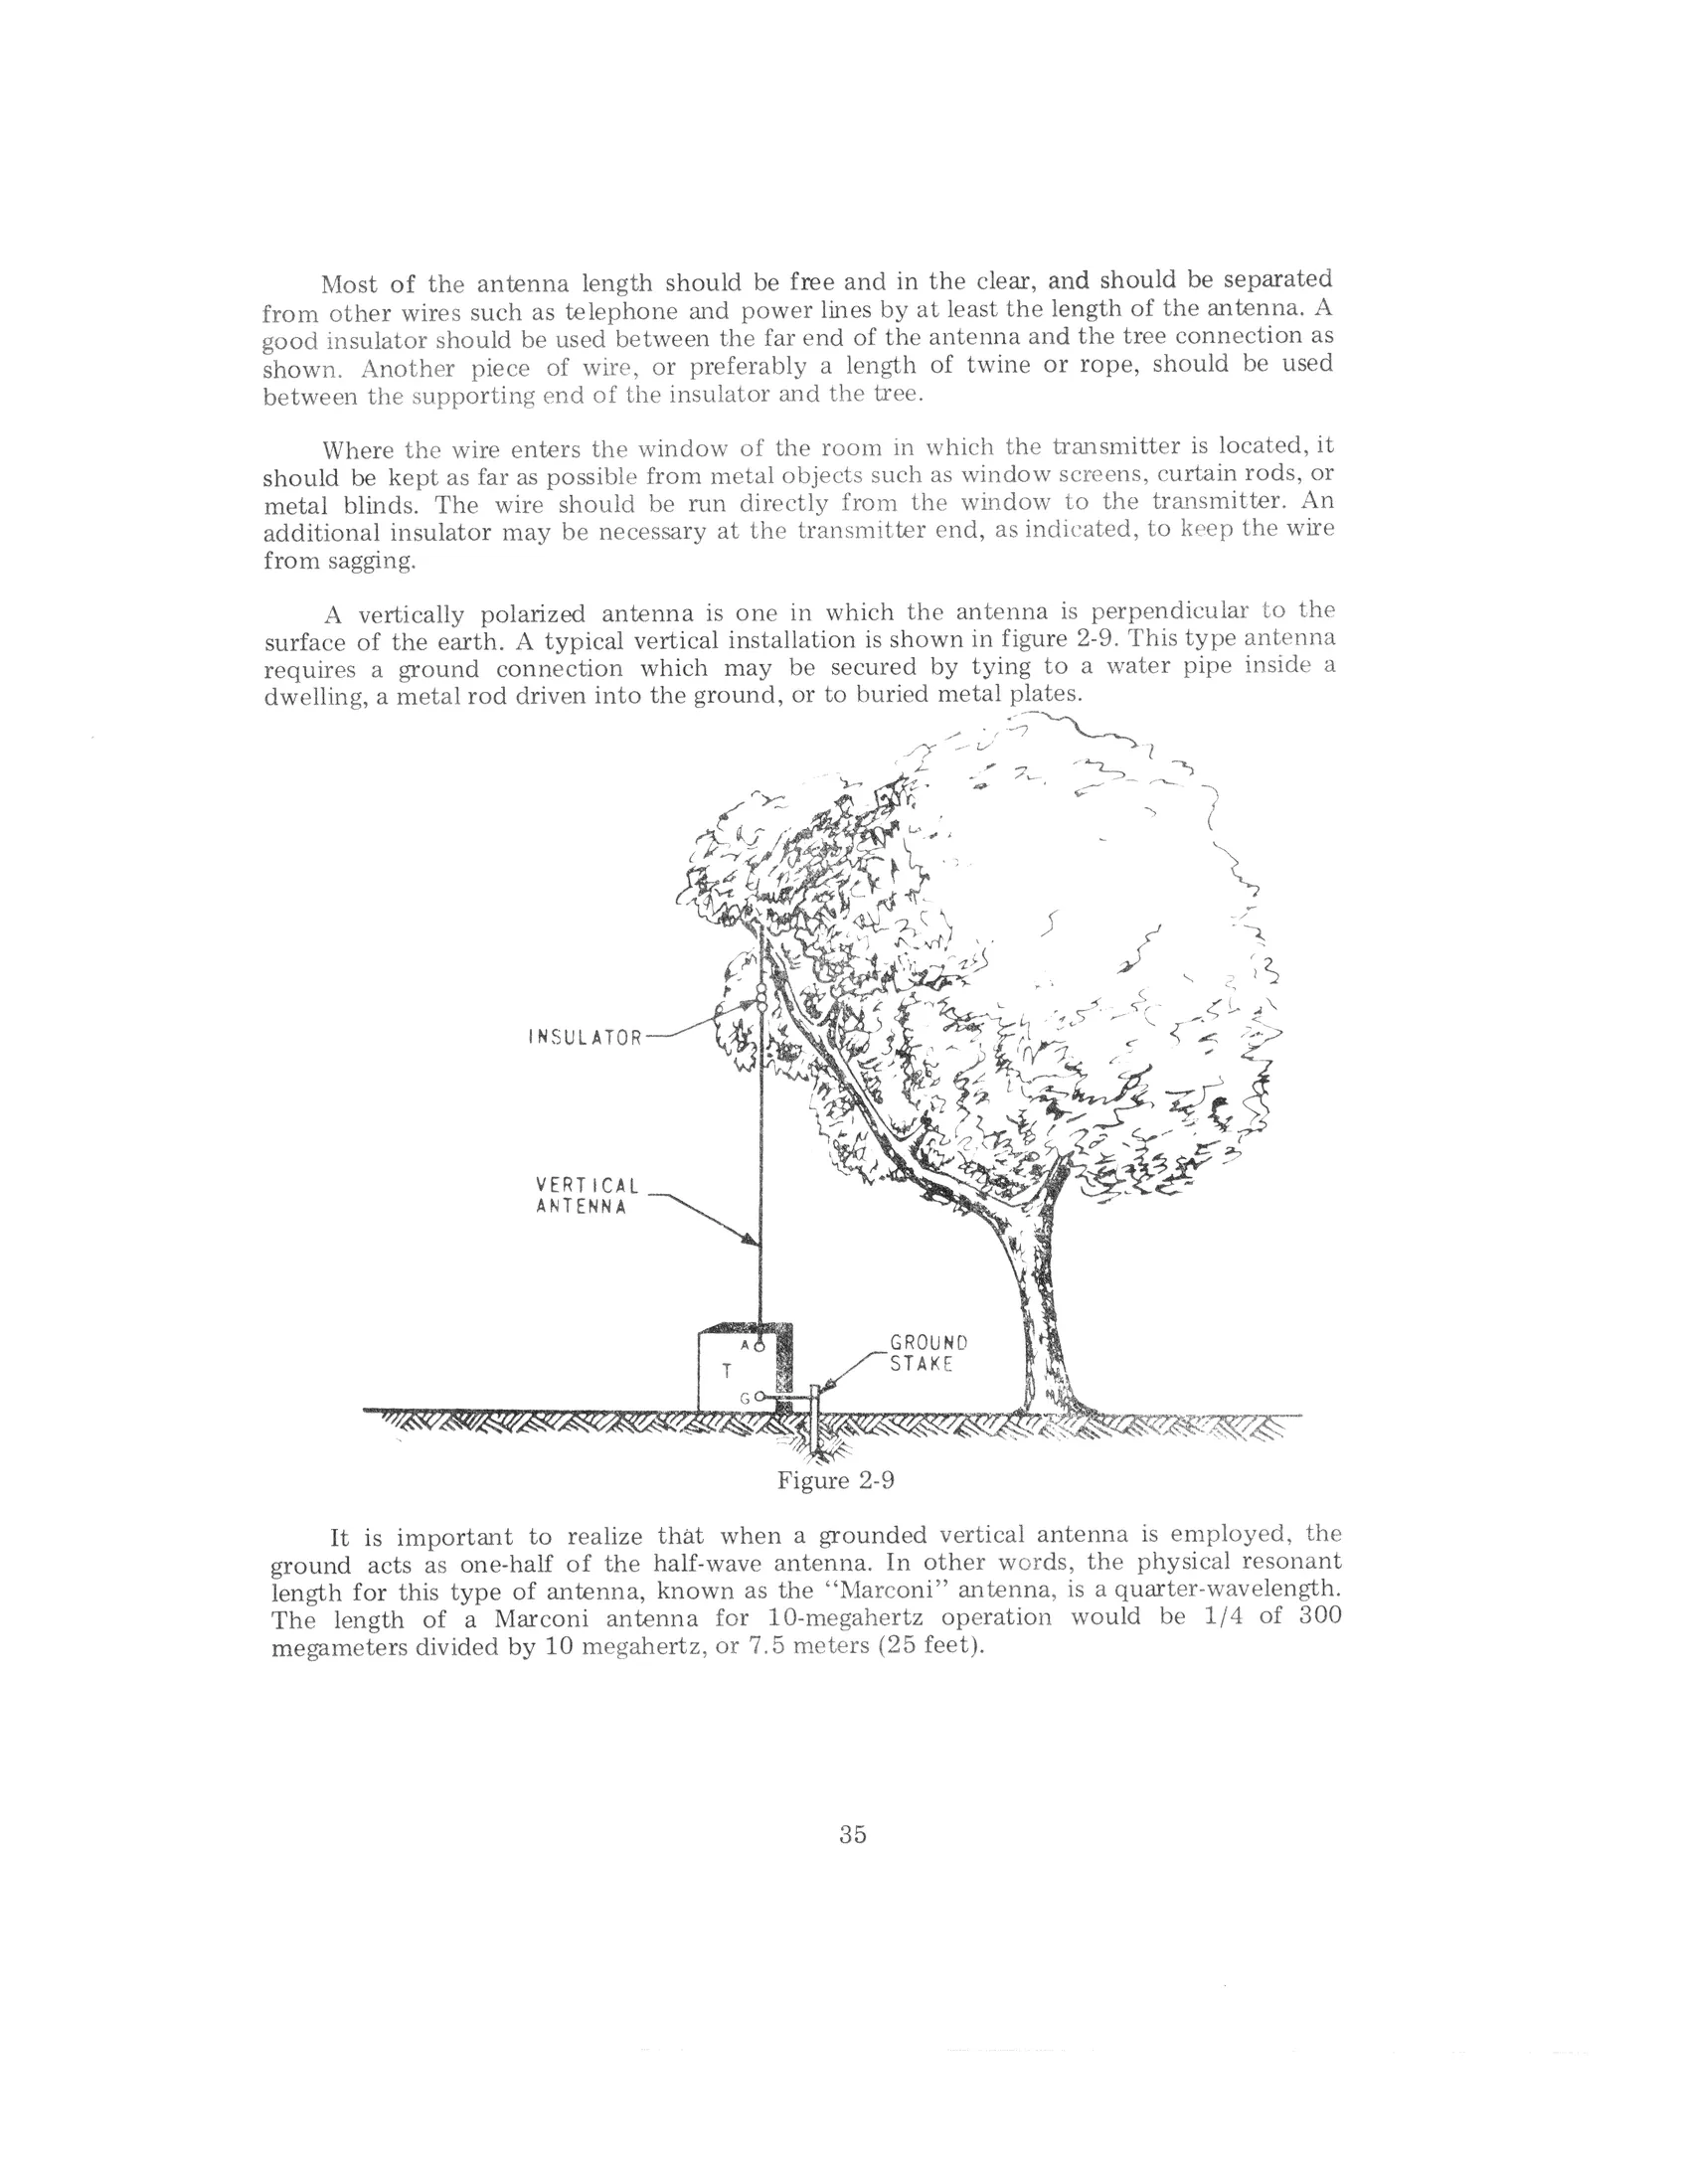 Most of the antenna length should be free and in the clear, and should be separated
from other wires such as telephone and power lines by at least the length of the antenna. A
good insulator should be used between the far end of the antenna and the tree connection as
shown. Another piece of wire, or preferably a length of twine or rope, should be used
between the supporting end of the insulator and the tree.
Where the wire enters the window of the room in which the transmitter is located, it
should be kept as far as possible from metal objects such as window screens, curtain rods, or
metal blinds. The wire should be run directly from the window to the transmitter. An
additional insulator may be necessary at the transmitter end, as indicated, to keep the wire
from sagging.
A vertically polarized antenna is one in which the antenna is perpendicular to the
surface of the earth. A typical vertical installation is shown in figure 2-9. This type antenna
requires a ground connection which may be secured by tying to a water pipe inside a
dwelling, a metal rod driven into the ground, or to buried metal plates.
INSULATOR
VERTICAL
ANTENNA
A
T
G
GROUND
STAKE
Figure 2-9
It is important to realize that when a grounded vertical antenna is employed, the
ground acts as one-half of the half-wave antenna. In other words, the physical resonant
length for this type of antenna, known as the “Marconi” antenna, is a quarter-wavelength.
The length of a Marconi antenna for 10-megahertz operation would be 1/4 of 300
megameters divided by 10 megahertz, or 7.5 meters (25 feet).
35